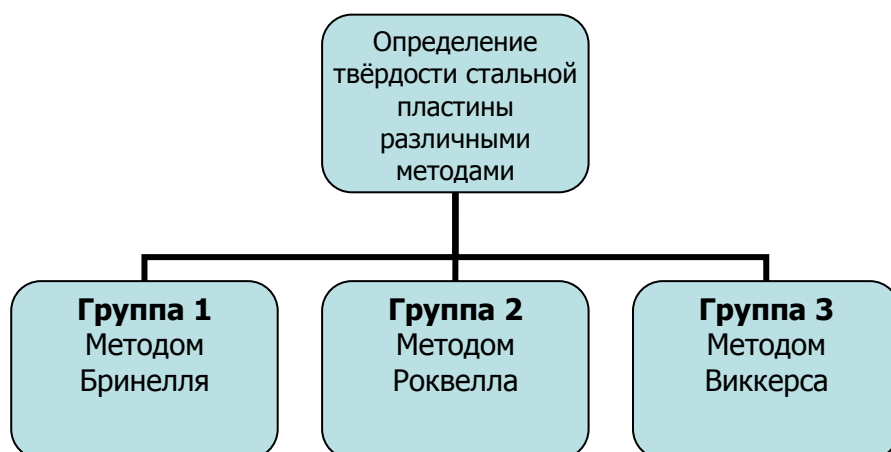 Определение
твёрдости стальной
пластины
различными
методами
Группа 1
Методом
Бринелля
Группа 2
Методом
Роквелла
Группа 3
Методом
Виккерса